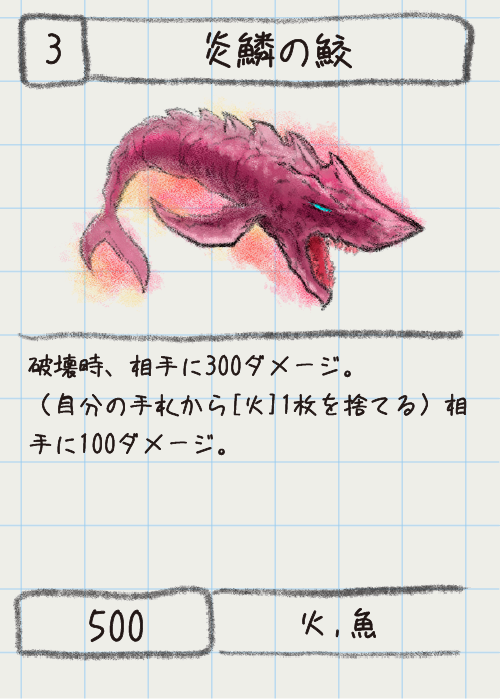 3
炎鱗の鮫
破壊時、相手に300ダメージ。
（自分の手札から[火]1枚を捨てる）相
手に100ダメージ。
500
火,魚